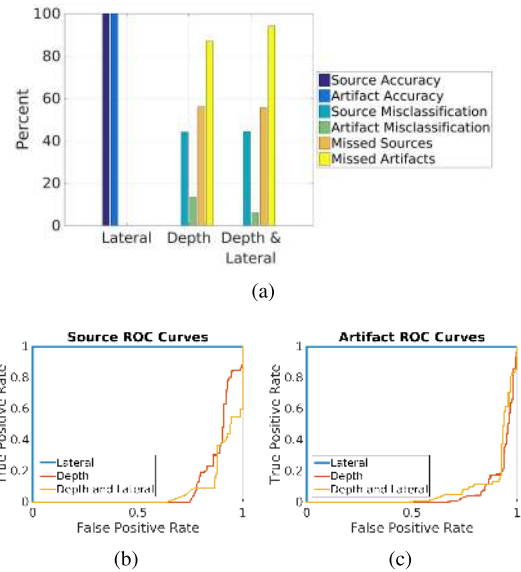 100
80
60
40
20
0
Percent
Lateral Depth Depth &
Lateral
Source Accuracy
Artifact Accuracy
Source Misclassification
Artifact Misclassification
Missed Sources
Missed Artifacts
(a)
Source ROC Curves
1
0.8
0.6
0.4
0.2
0
True Positive Rate
Lateral
Depth
Depth and Lateral
0 0.5 1
False Positive Rate
(b)
Artifact ROC Curves
1
0.8
0.6
0.4
0.2
0
True Positive Rate
Lateral
Depth
Depth and Lateral
0 0.5 1
False Positive Rate
(c)